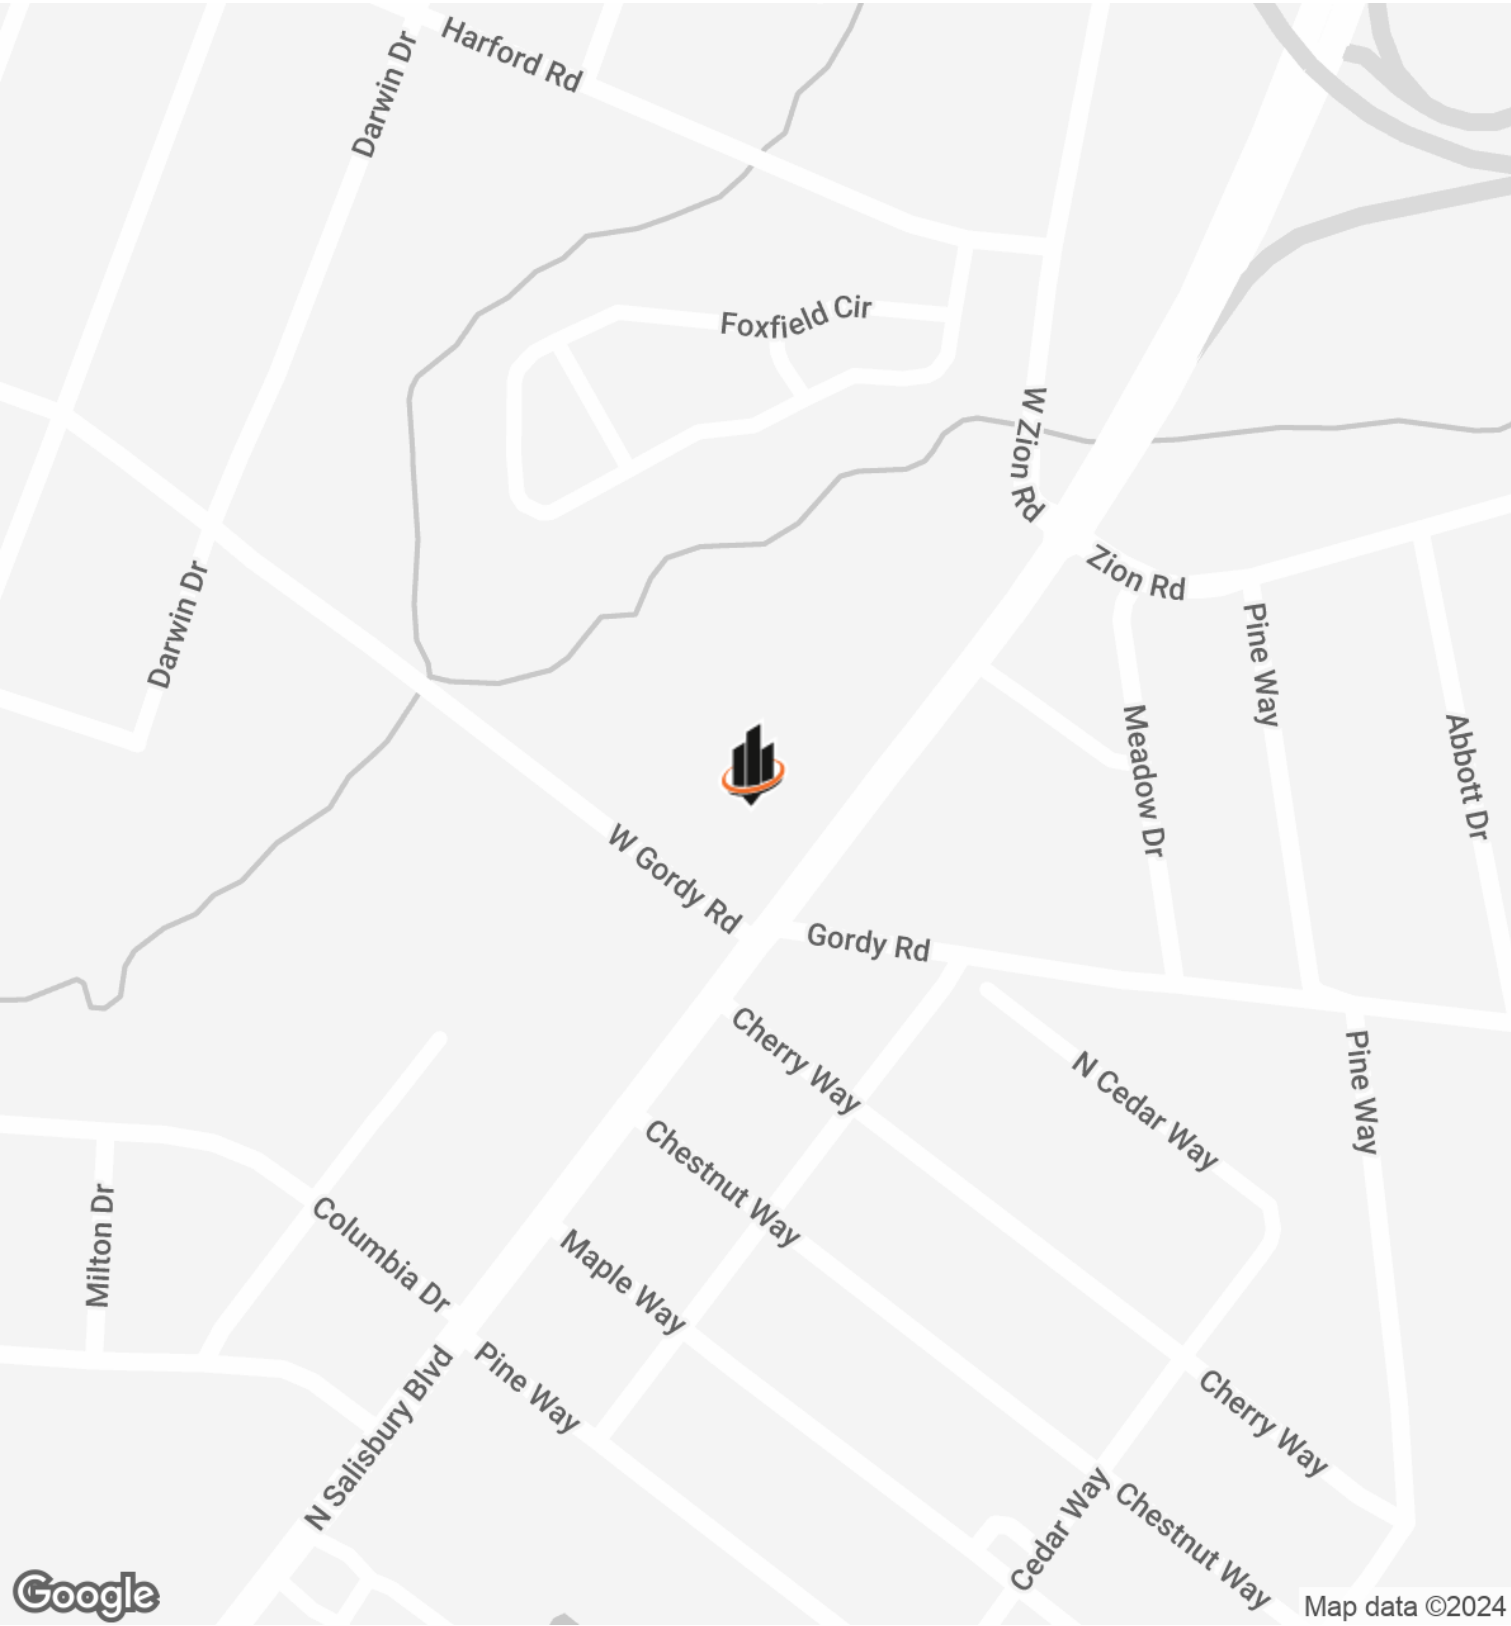 Harford Rd
Darwin Dr
Foxfield Cir
W Zion Rd
Zion Rd
Darwin Dr
Pine Way
Meadow Dr
Abbott Dr
W Gordy Rd
Gordy Rd
Cherry Way
N Cedar Way
Pine Way
Chestnut Way
Milton Dr
Columbia Dr
Maple Way
N Salisbury Blvd
Pine Way
Cherry Way
Cedar Way
Chestnut Way
Google
Map data ©2024